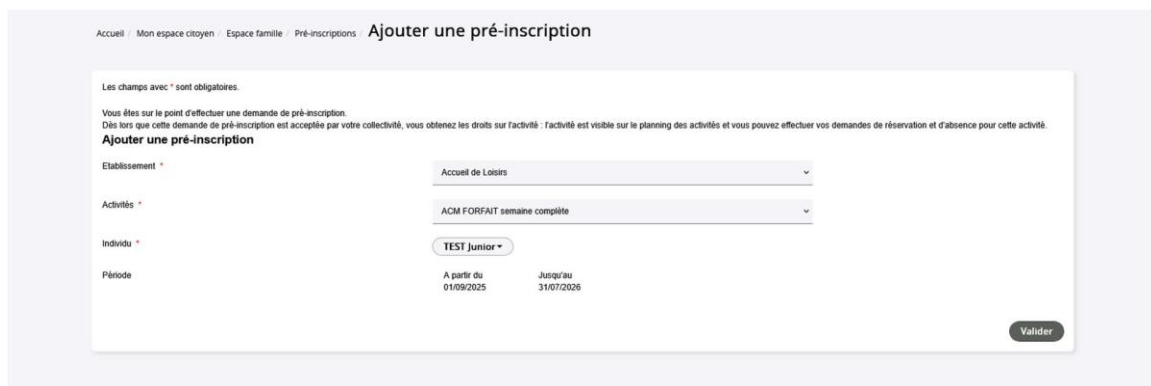 Accueil / Mon espace citoyen / Espace famille / Pré-inscriptions / Ajouter une pré-inscription
Les champs avec * sont obligatoires.
Vous êtes sur le point d'effectuer une demande de pré-inscription.
Dès lors que cette demande de pré-inscription est acceptée par votre collectivité, vous obtenez les droits sur l'activité : l'activité est visible sur le planning des activités et vous pouvez effectuer vos demandes de réservation et d'absence pour cette activité.
Ajouter une pré-inscription
Etablissement * Accueil de Loisirs
Activités * ACM FORFAIT semaine complète
Individu * TEST Junior
Période A partir du Jusqu'au
01/09/2025 31/07/2026
Valider